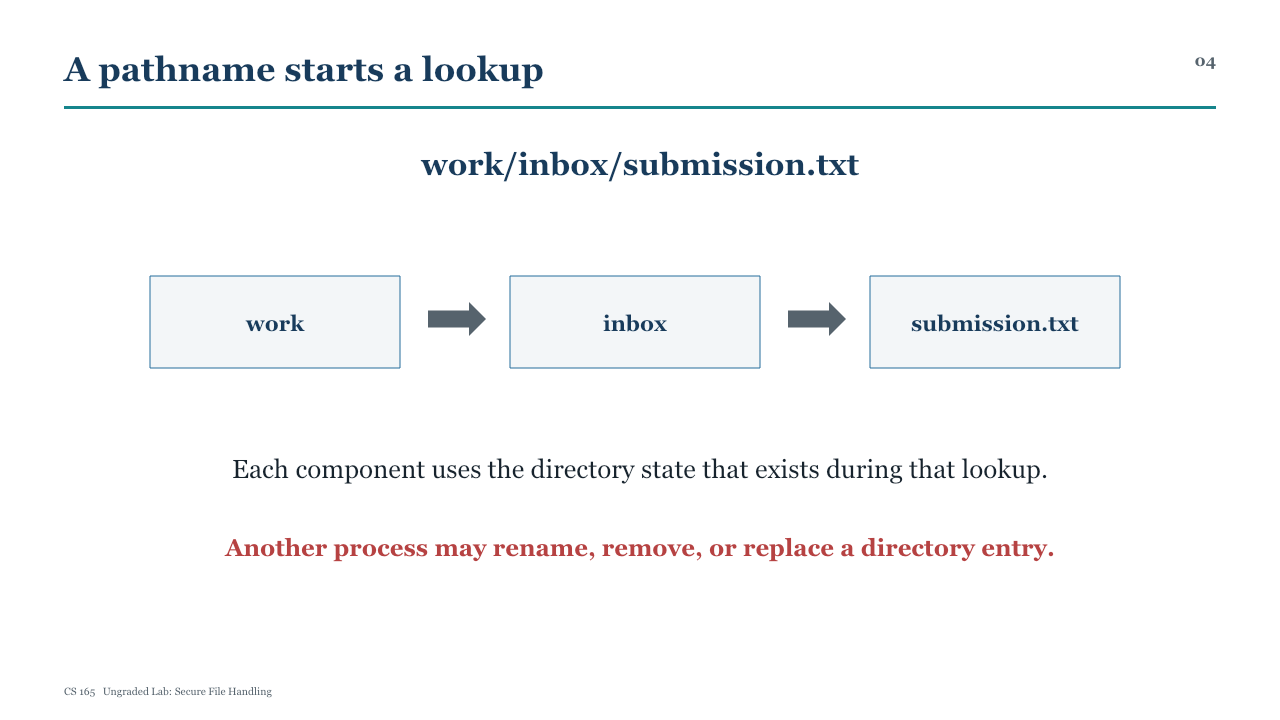 A pathname starts a lookup
04
work/inbox/submission.txt
work
inbox
submission.txt
Each component uses the directory state that exists during that lookup.
Another process may rename, remove, or replace a directory entry.
CS 165 Ungraded Lab: Secure File Handling